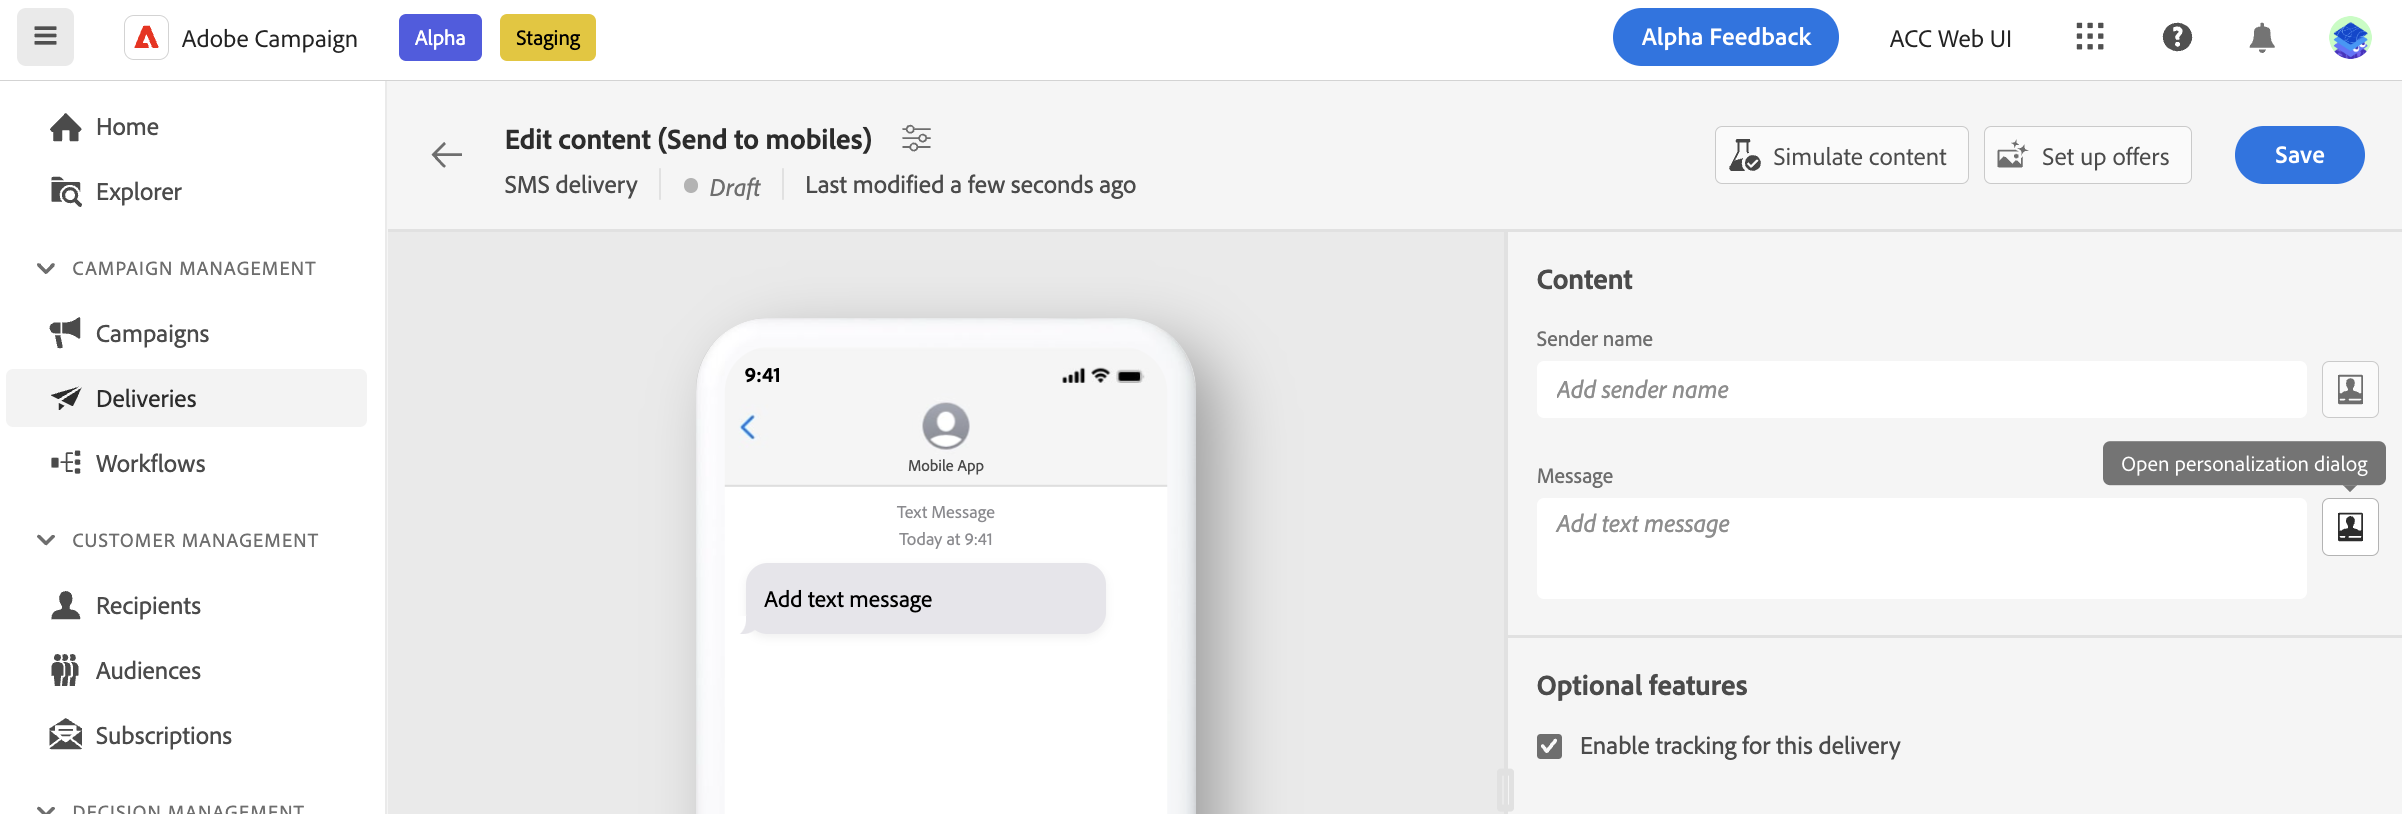 Adobe Campaign
Alpha
Staging
Alpha Feedback
ACC Web UI
Home
Explorer
CAMPAIGN MANAGEMENT
Campaigns
Deliveries
Workflows
CUSTOMER MANAGEMENT
Recipients
Audiences
Subscriptions
DECISION MANAGEMENT
Edit content (Send to mobiles)
SMS delivery
Draft
Last modified a few seconds ago
Simulate content
Set up offers
Save
9:41
Mobile App
Text Message
Today at 9:41
Add text message
Content
Sender name
Add sender name
Open personalization dialog
Message
Add text message
Optional features
Enable tracking for this delivery